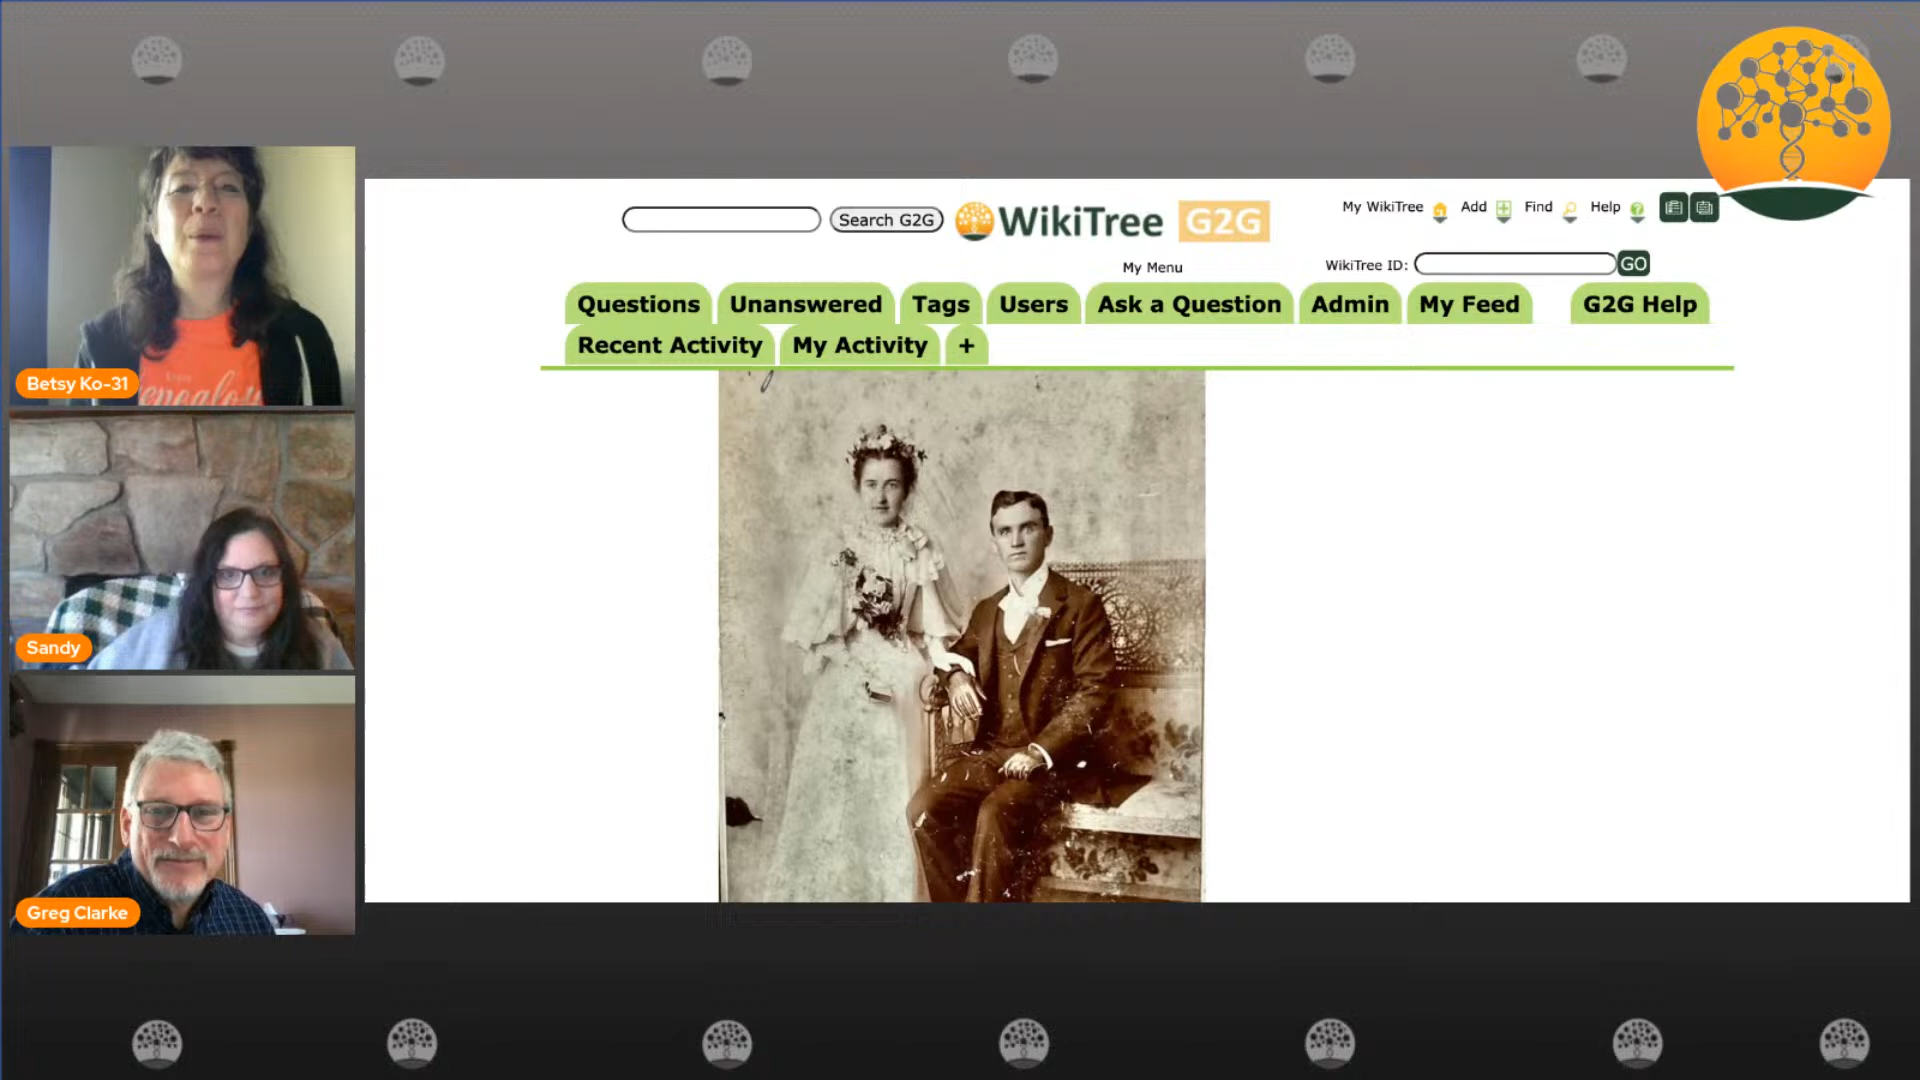 Search G2G
WikiTree G2G
My WikiTree Add Find Help
My Menu
WikiTree ID: GO
Questions Unanswered Tags Users Ask a Question Admin My Feed G2G Help
Recent Activity My Activity +
Betsy Ko-31
Sandy
Greg Clarke